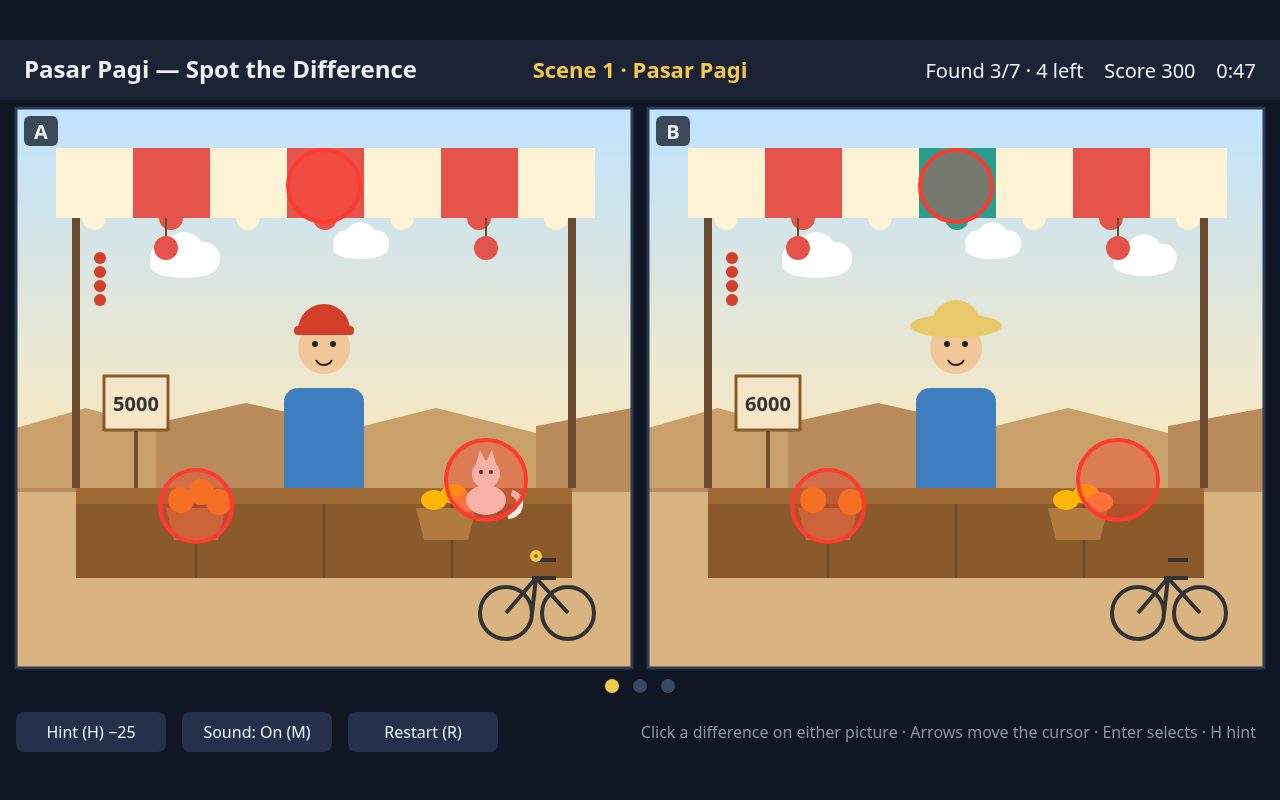 Pasar Pagi — Spot the Difference
Scene 1 · Pasar Pagi
Found 3/7 · 4 left Score 300 0:47
A
B
5000
6000
Hint (H) −25
Sound: On (M)
Restart (R)
Click a difference on either picture · Arrows move the cursor · Enter selects · H hint